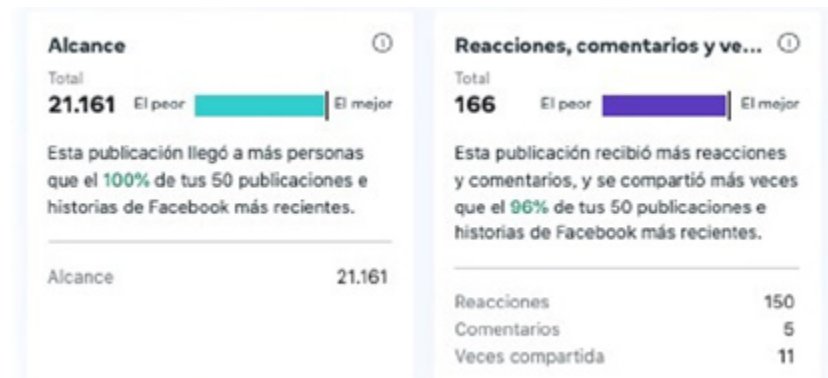 Alcance
Total
21.161 El peor El mejor
Esta publicación llegó a más personas
que el 100% de tus 50 publicaciones e
historias de Facebook más recientes.
Alcance 21.161
Reacciones, comentarios y ve...
Total
166 El peor El mejor
Esta publicación recibió más reacciones
y comentarios, y se compartió más veces
que el 96% de tus 50 publicaciones e
historias de Facebook más recientes.
Reacciones 150
Comentarios 5
Veces compartida 11